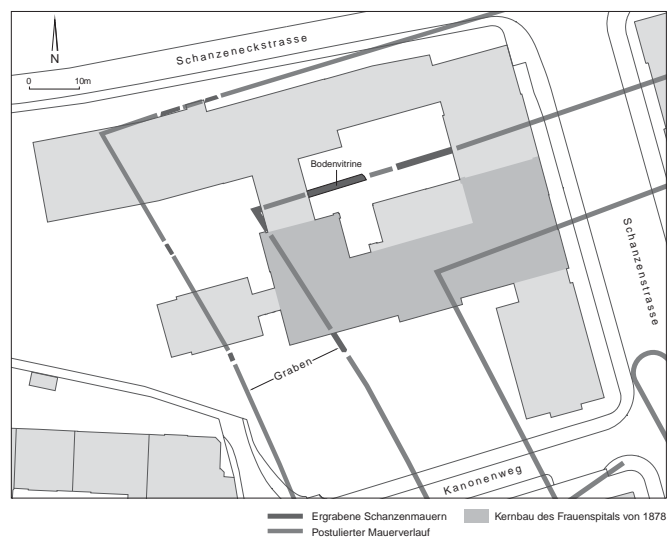 Schanzeneckstrasse
N
0 10m
Bodenvitrine
Schanzenstrasse
Graben
Kanonenweg
Ergrabene Schanzenmauern
Kernbau des Frauenspitals von 1878
Postulierter Mauerverlauf